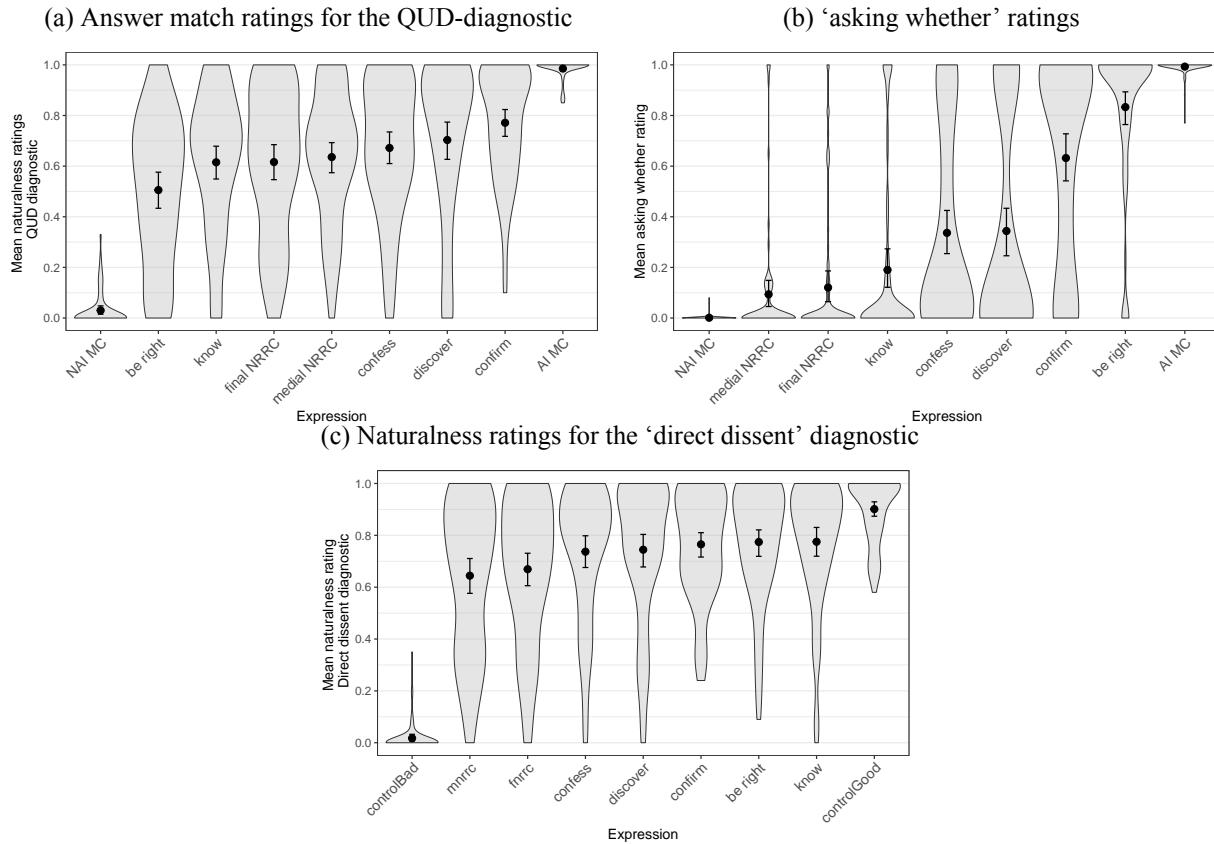 (a) Answer match ratings for the QUD-diagnostic
Mean naturalness ratings
QUD diagnostic
1.0
0.8
0.6
0.4
0.2
0.0
NAI MC
be right
know
final NRRC
medial NRRC
confess
discover
confirm
AI MC
Expression
(b) ‘asking whether’ ratings
Mean asking whether rating
1.0
0.8
0.6
0.4
0.2
0.0
NAI MC
medial NRRC
final NRRC
know
confess
discover
confirm
be right
AI MC
Expression
(c) Naturalness ratings for the ‘direct dissent’ diagnostic
Mean naturalness rating
Direct dissent diagnostic
1.0
0.8
0.6
0.4
0.2
0.0
controlBad
mnrrc
fnrrc
confess
discover
confirm
be right
know
controlGood
Expression